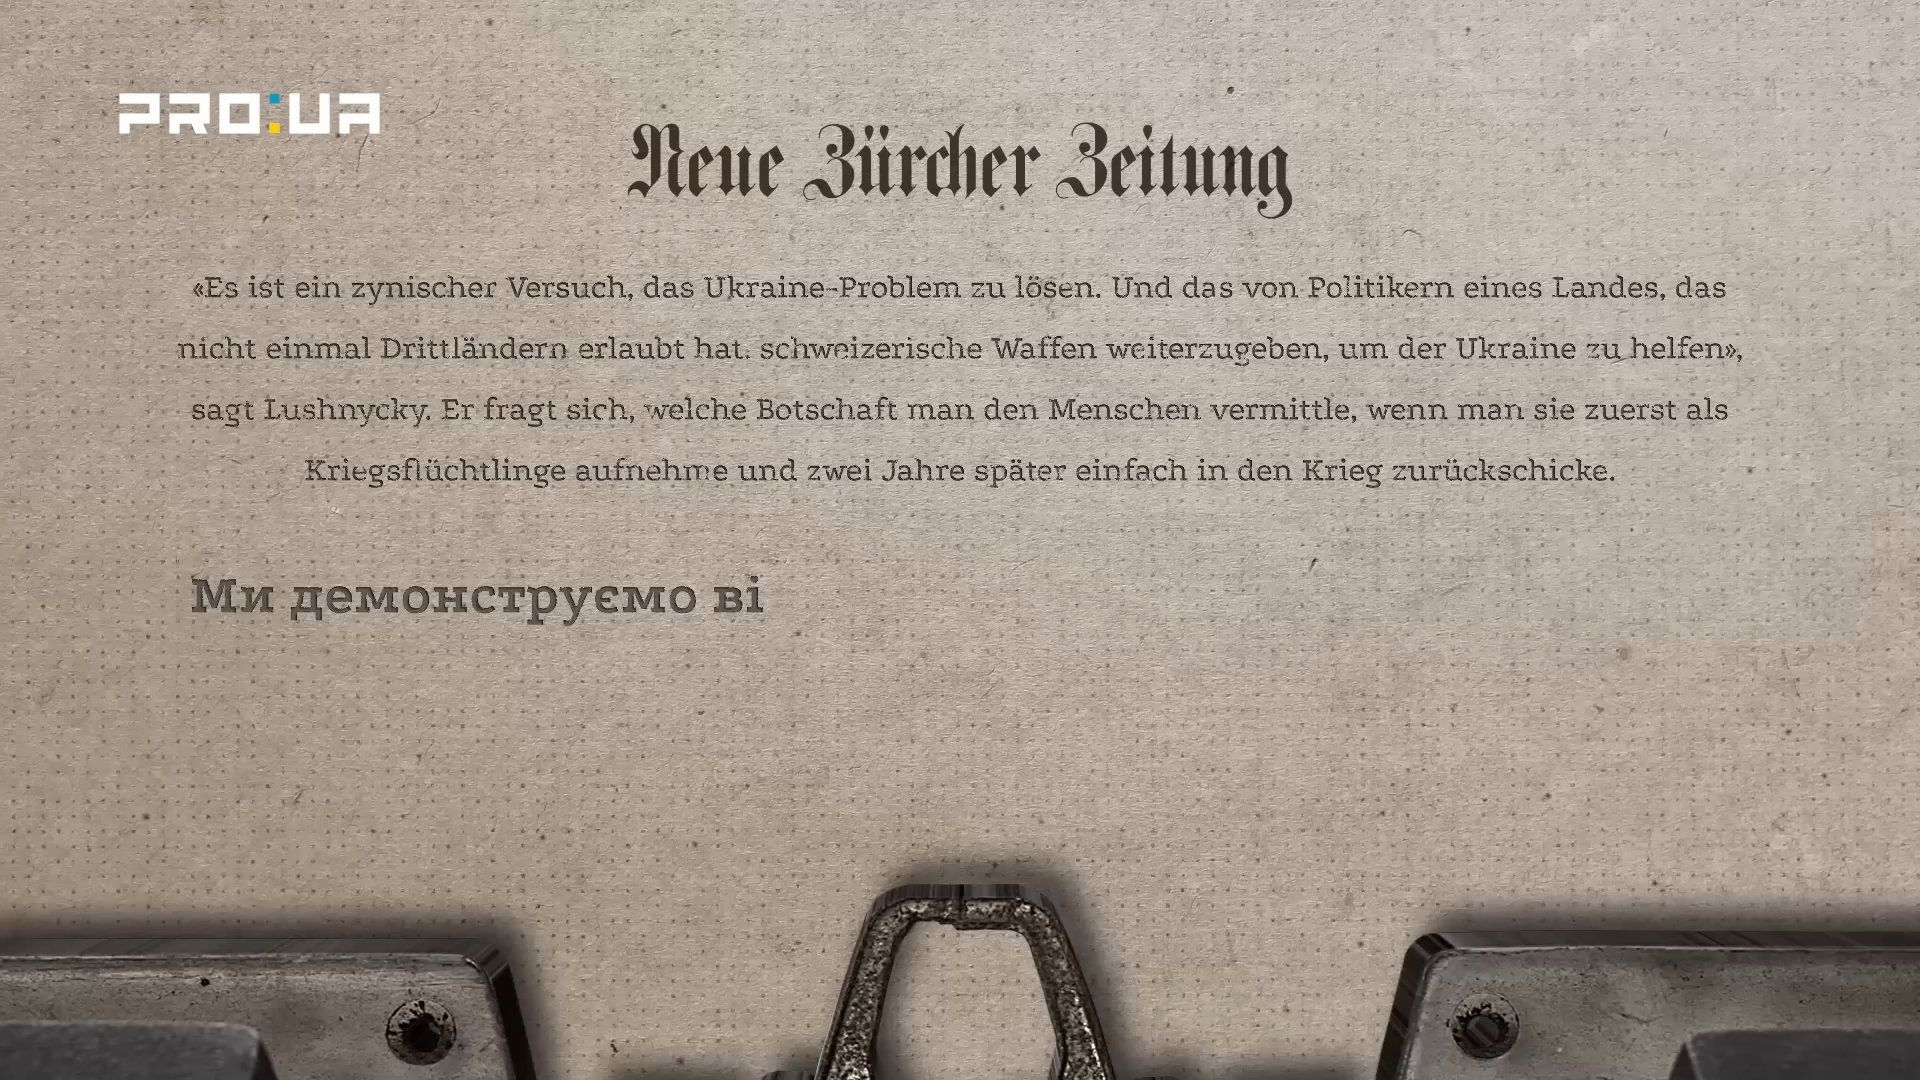 PRO:UA
Neue Zürcher Zeitung
«Es ist ein zynischer Versuch, das Ukraine-Problem zu lösen. Und das von Politikern eines Landes, das
nicht einmal Drittländern erlaubt hat. schweizerische Waffen weiterzugeben, um der Ukraine zu helfen»,
sagt Lushnycky. Er fragt sich, welche Botschaft man den Menschen vermittle, wenn man sie zuerst als
Kriegsflüchtlinge aufnehme und zwei Jahre später einfach in den Krieg zurückschicke.
Ми демонструємо ві